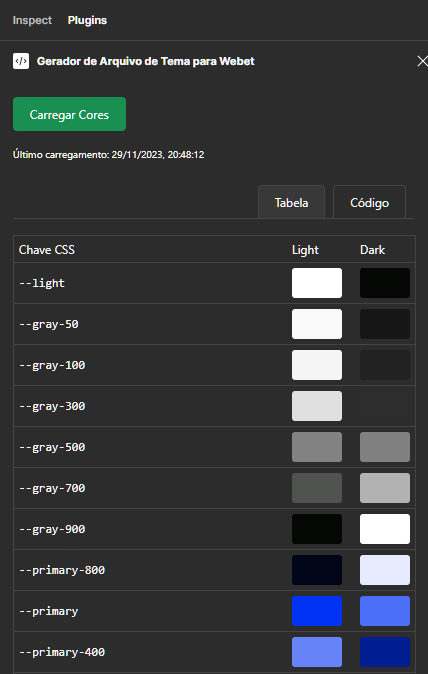 Inspect Plugins
</> Gerador de Arquivo de Tema para Webet
Carregar Cores
Último carregamento: 29/11/2023, 20:48:12
Tabela Código
Chave CSS Light Dark
--light
--gray-50
--gray-100
--gray-300
--gray-500
--gray-700
--gray-900
--primary-800
--primary
--primary-400